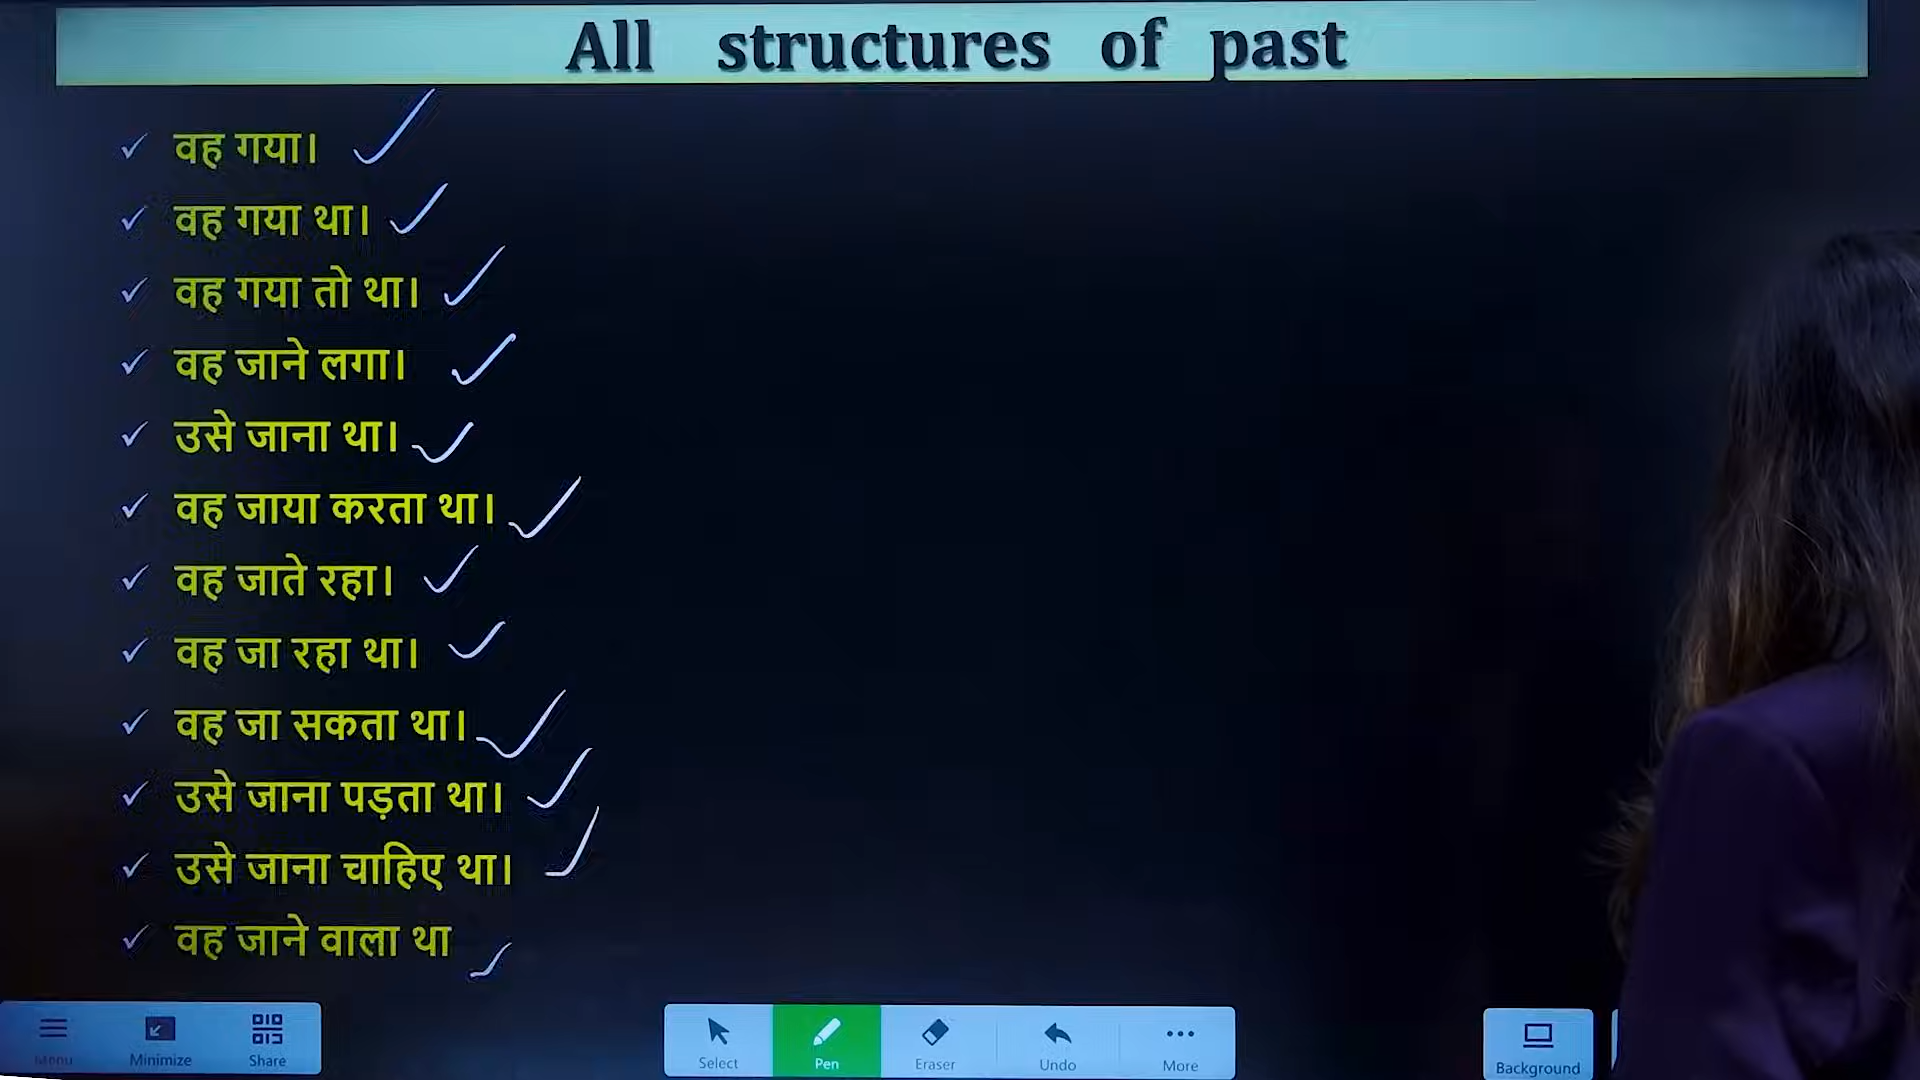 All structures of past
✓ वह गया।
✓ वह गया था।
✓ वह गया तो था।
✓ वह जाने लगा।
✓ उसे जाना था।
✓ वह जाया करता था।
✓ वह जाते रहा।
✓ वह जा रहा था।
✓ वह जा सकता था।
✓ उसे जाना पड़ता था।
✓ उसे जाना चाहिए था।
✓ वह जाने वाला था
Menu Minimize Share Select Pen Eraser Undo More Background